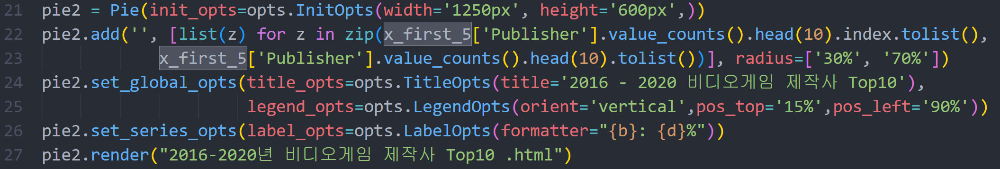 21 pie2 = Pie(init_opts=opts.InitOpts(width='1250px', height='600px',))
22 pie2.add('', [list(z) for z in zip(x_first_5['Publisher'].value_counts().head(10).index.tolist(),
23 x_first_5['Publisher'].value_counts().head(10).tolist())], radius=['30%', '70%'])
24 pie2.set_global_opts(title_opts=opts.TitleOpts(title='2016 - 2020 비디오게임 제작사 Top10'),
25 legend_opts=opts.LegendOpts(orient='vertical',pos_top='15%',pos_left='90%'))
26 pie2.set_series_opts(label_opts=opts.LabelOpts(formatter="{b}: {d}%"))
27 pie2.render("2016-2020년 비디오게임 제작사 Top10 .html")